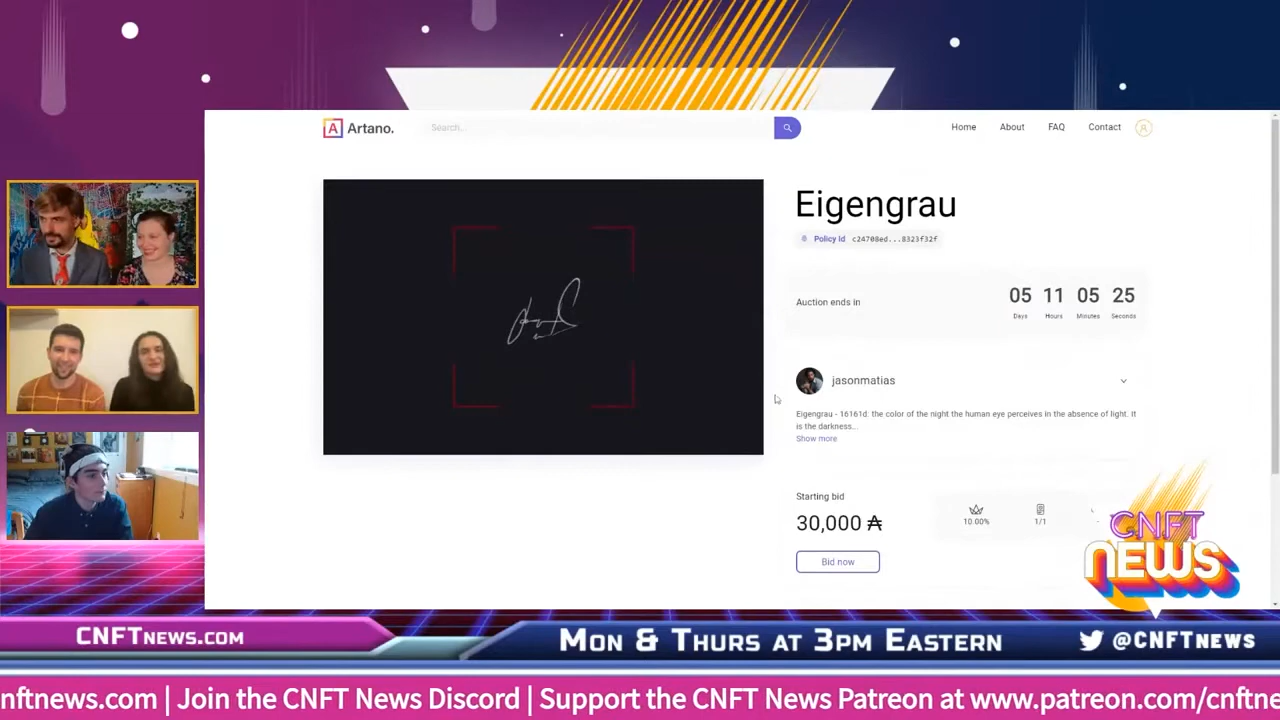 Artano.
Search...
Home
About
FAQ
Contact
Eigengrau
Policy Id c24708ed...8323f32f
Auction ends in
05 11 05 25
Days Hours Minutes Seconds
jasonmatias
Eigengrau - 16161d: the color of the night the human eye perceives in the absence of light. It
is the darkness...
Show more
Starting bid
30,000 ₳
10.00%
1/1
Bid now
CNFT
NEWS
CNFTNEWS.COM
MON & THURS AT 3PM EASTERN
@CNFTNEWS
nftnews.com | Join the CNFT News Discord | Support the CNFT News Patreon at www.patreon.com/cnftne